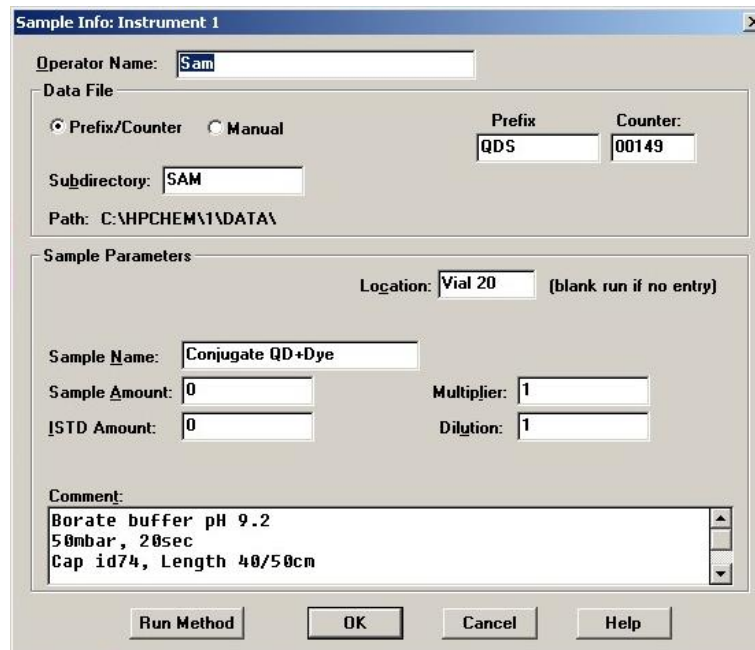 Sample Info: Instrument 1
Operator Name: Sam
Data File
Prefix/Counter Manual Prefix Counter:
QDS 00149
Subdirectory: SAM
Path: C:\HPCHEM\1\DATA\
Sample Parameters
Location: Vial 20 (blank run if no entry)
Sample Name: Conjugate QD+Dye
Sample Amount: 0 Multiplier: 1
ISTD Amount: 0 Dilution: 1
Comment:
Borate buffer pH 9.2
50mbar, 20sec
Cap id74, Length 40/50cm
Run Method OK Cancel Help